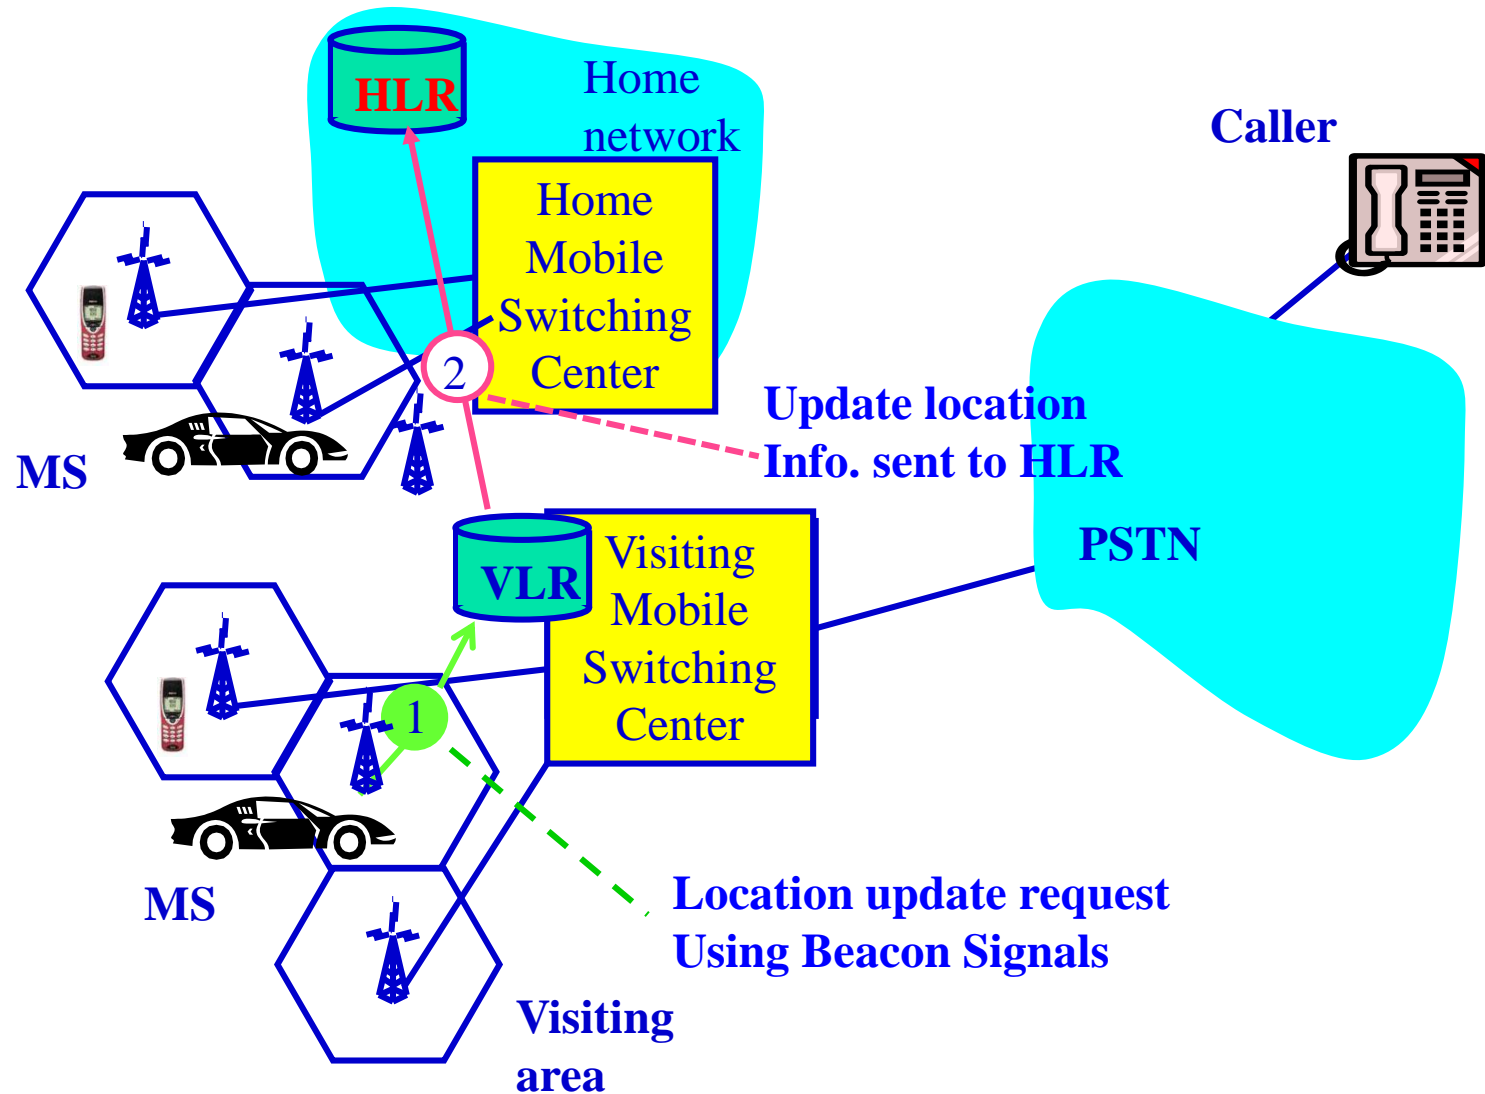 HLR
Home
network
Caller
Home
Mobile
Switching
Center
2
Update location
Info. sent to HLR
MS
PSTN
VLR
Visiting
Mobile
Switching
Center
1
MS
Location update request
Using Beacon Signals
Visiting
area